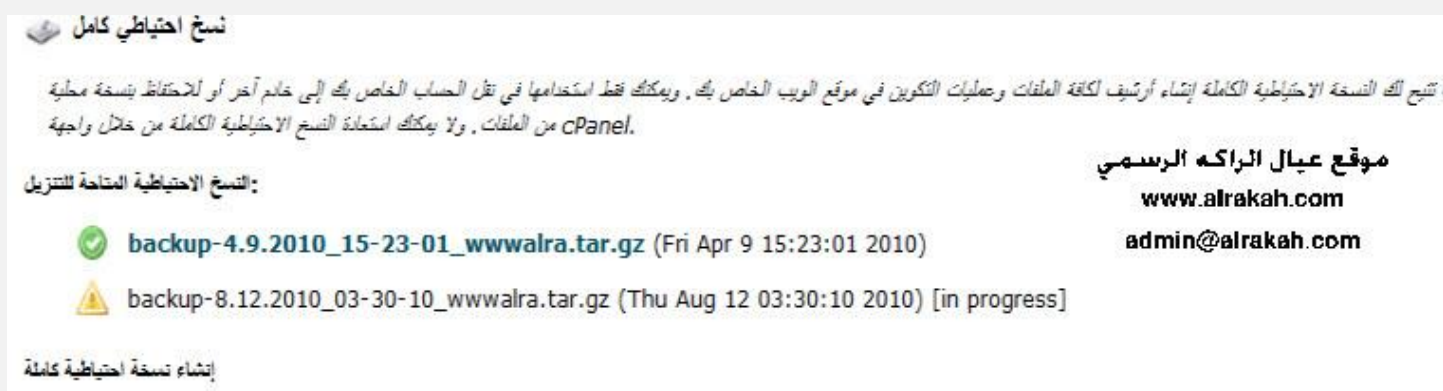 نسخ احتياطي كامل
تتيح لك النسخة الاحتياطية الكاملة إنشاء أرشيف لكافة الملفات وعمليات التكوين في موقع الويب الخاص بك. ويمكنك فقط استخدامها في نقل الحساب الخاص بك إلى خادم آخر أو للاحتفاظ بنسخة محلية
من الملفات. ولا يمكنك استعادة النسخ الاحتياطية الكاملة من خلال واجهة cPanel.
موقع عيال الراكه الرسمي
www.alrakah.com
admin@alrakah.com
النسخ الاحتياطية المتاحة للتنزيل:
backup-4.9.2010_15-23-01_wwwalra.tar.gz (Fri Apr 9 15:23:01 2010)
backup-8.12.2010_03-30-10_wwwalra.tar.gz (Thu Aug 12 03:30:10 2010) [in progress]
إنشاء نسخة احتياطية كاملة